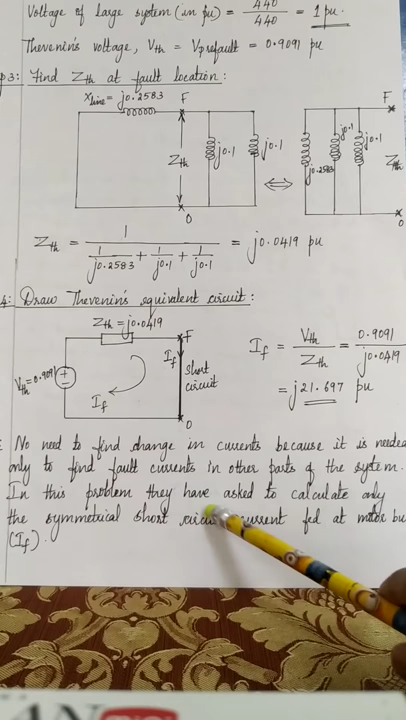 Voltage of Large system (in pu) = 440/440 = 1 pu.
Thevenin's voltage, Vth = Vprefault = 0.9091 pu
p3: Find Zth at fault location:
Xline = j0.2583 F F
Zth j0.1 j0.1 ⇔ j0.2583 j0.1 j0.1 Zth
0 0
Zth = 1 / (1/j0.2583 + 1/j0.1 + 1/j0.1) = j0.0419 pu
4: Draw Thevenin's equivalent circuit:
Zth = j0.0419 F
Vth = 0.9091 If If short circuit
0
If = Vth/Zth = 0.9091/j0.0419
= j21.697 pu
: No need to find change in currents because it is neede
only to find fault currents in other parts of the system.
In this problem they have asked to calculate only
the symmetrical short current fed at motor bu
(If).